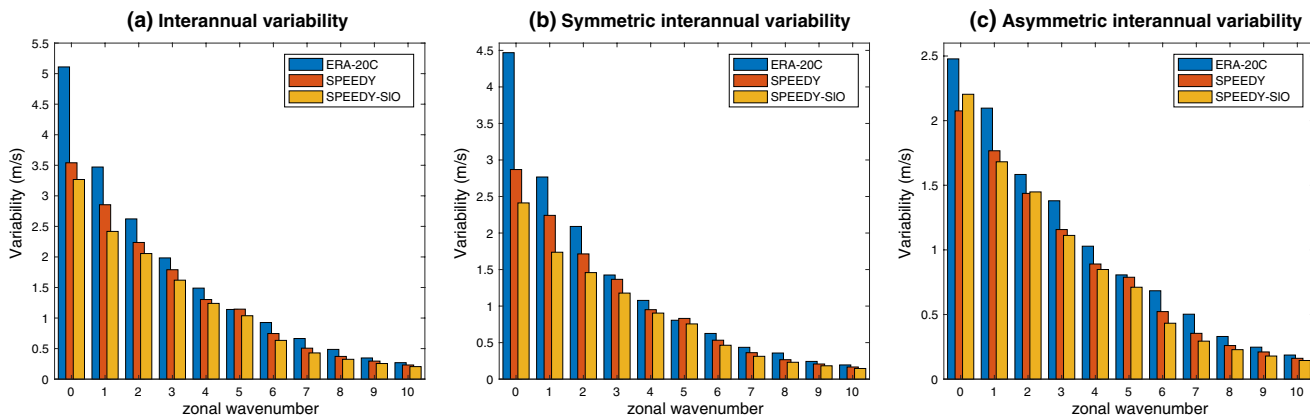 (a) Interannual variability
5.5
5
4.5
4
3.5
3
2.5
2
1.5
1
0.5
0
Variability (m/s)
0 1 2 3 4 5 6 7 8 9 10
zonal wavenumber
ERA-20C
SPEEDY
SPEEDY-SIO
(b) Symmetric interannual variability
4.5
4
3.5
3
2.5
2
1.5
1
0.5
0
Variability (m/s)
0 1 2 3 4 5 6 7 8 9 10
zonal wavenumber
ERA-20C
SPEEDY
SPEEDY-SIO
(c) Asymmetric interannual variability
2.5
2
1.5
1
0.5
0
Variability (m/s)
0 1 2 3 4 5 6 7 8 9 10
zonal wavenumber
ERA-20C
SPEEDY
SPEEDY-SIO